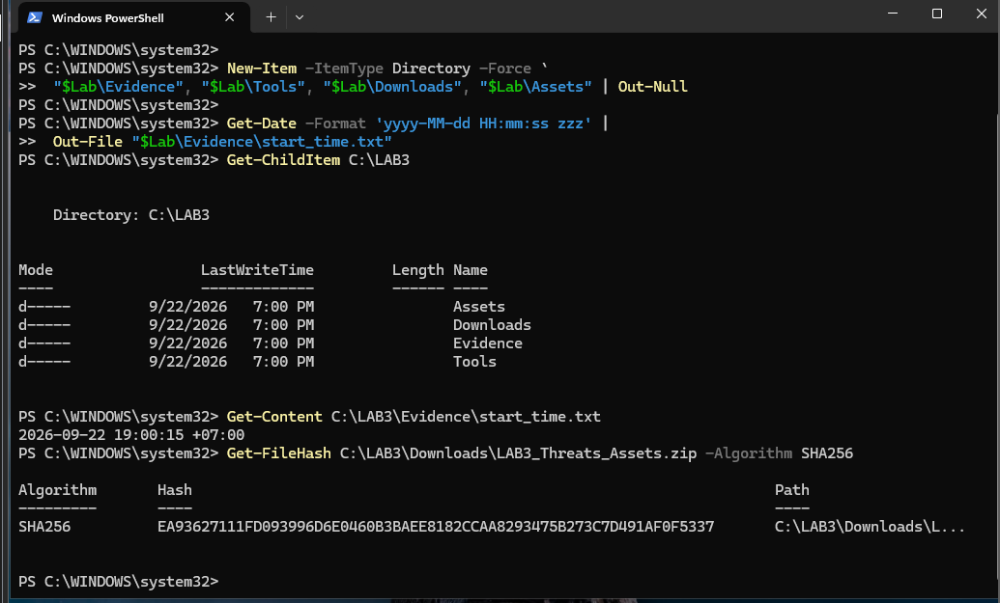 Windows PowerShell
PS C:\WINDOWS\system32>
PS C:\WINDOWS\system32> New-Item -ItemType Directory -Force `
>>  "$Lab\Evidence", "$Lab\Tools", "$Lab\Downloads", "$Lab\Assets" | Out-Null
PS C:\WINDOWS\system32>
PS C:\WINDOWS\system32> Get-Date -Format 'yyyy-MM-dd HH:mm:ss zzz' |
>>  Out-File "$Lab\Evidence\start_time.txt"
PS C:\WINDOWS\system32> Get-ChildItem C:\LAB3
    Directory: C:\LAB3
Mode                 LastWriteTime         Length Name
----                 -------------         ------ ----
d-----         9/22/2026   7:00 PM                Assets
d-----         9/22/2026   7:00 PM                Downloads
d-----         9/22/2026   7:00 PM                Evidence
d-----         9/22/2026   7:00 PM                Tools
PS C:\WINDOWS\system32> Get-Content C:\LAB3\Evidence\start_time.txt
2026-09-22 19:00:15 +07:00
PS C:\WINDOWS\system32> Get-FileHash C:\LAB3\Downloads\LAB3_Threats_Assets.zip -Algorithm SHA256
Algorithm       Hash                                                                   Path
---------       ----                                                                   ----
SHA256          EA93627111FD093996D6E0460B3BAEE8182CCAA8293475B273C7D491AF0F5337       C:\LAB3\Downloads\L...
PS C:\WINDOWS\system32>